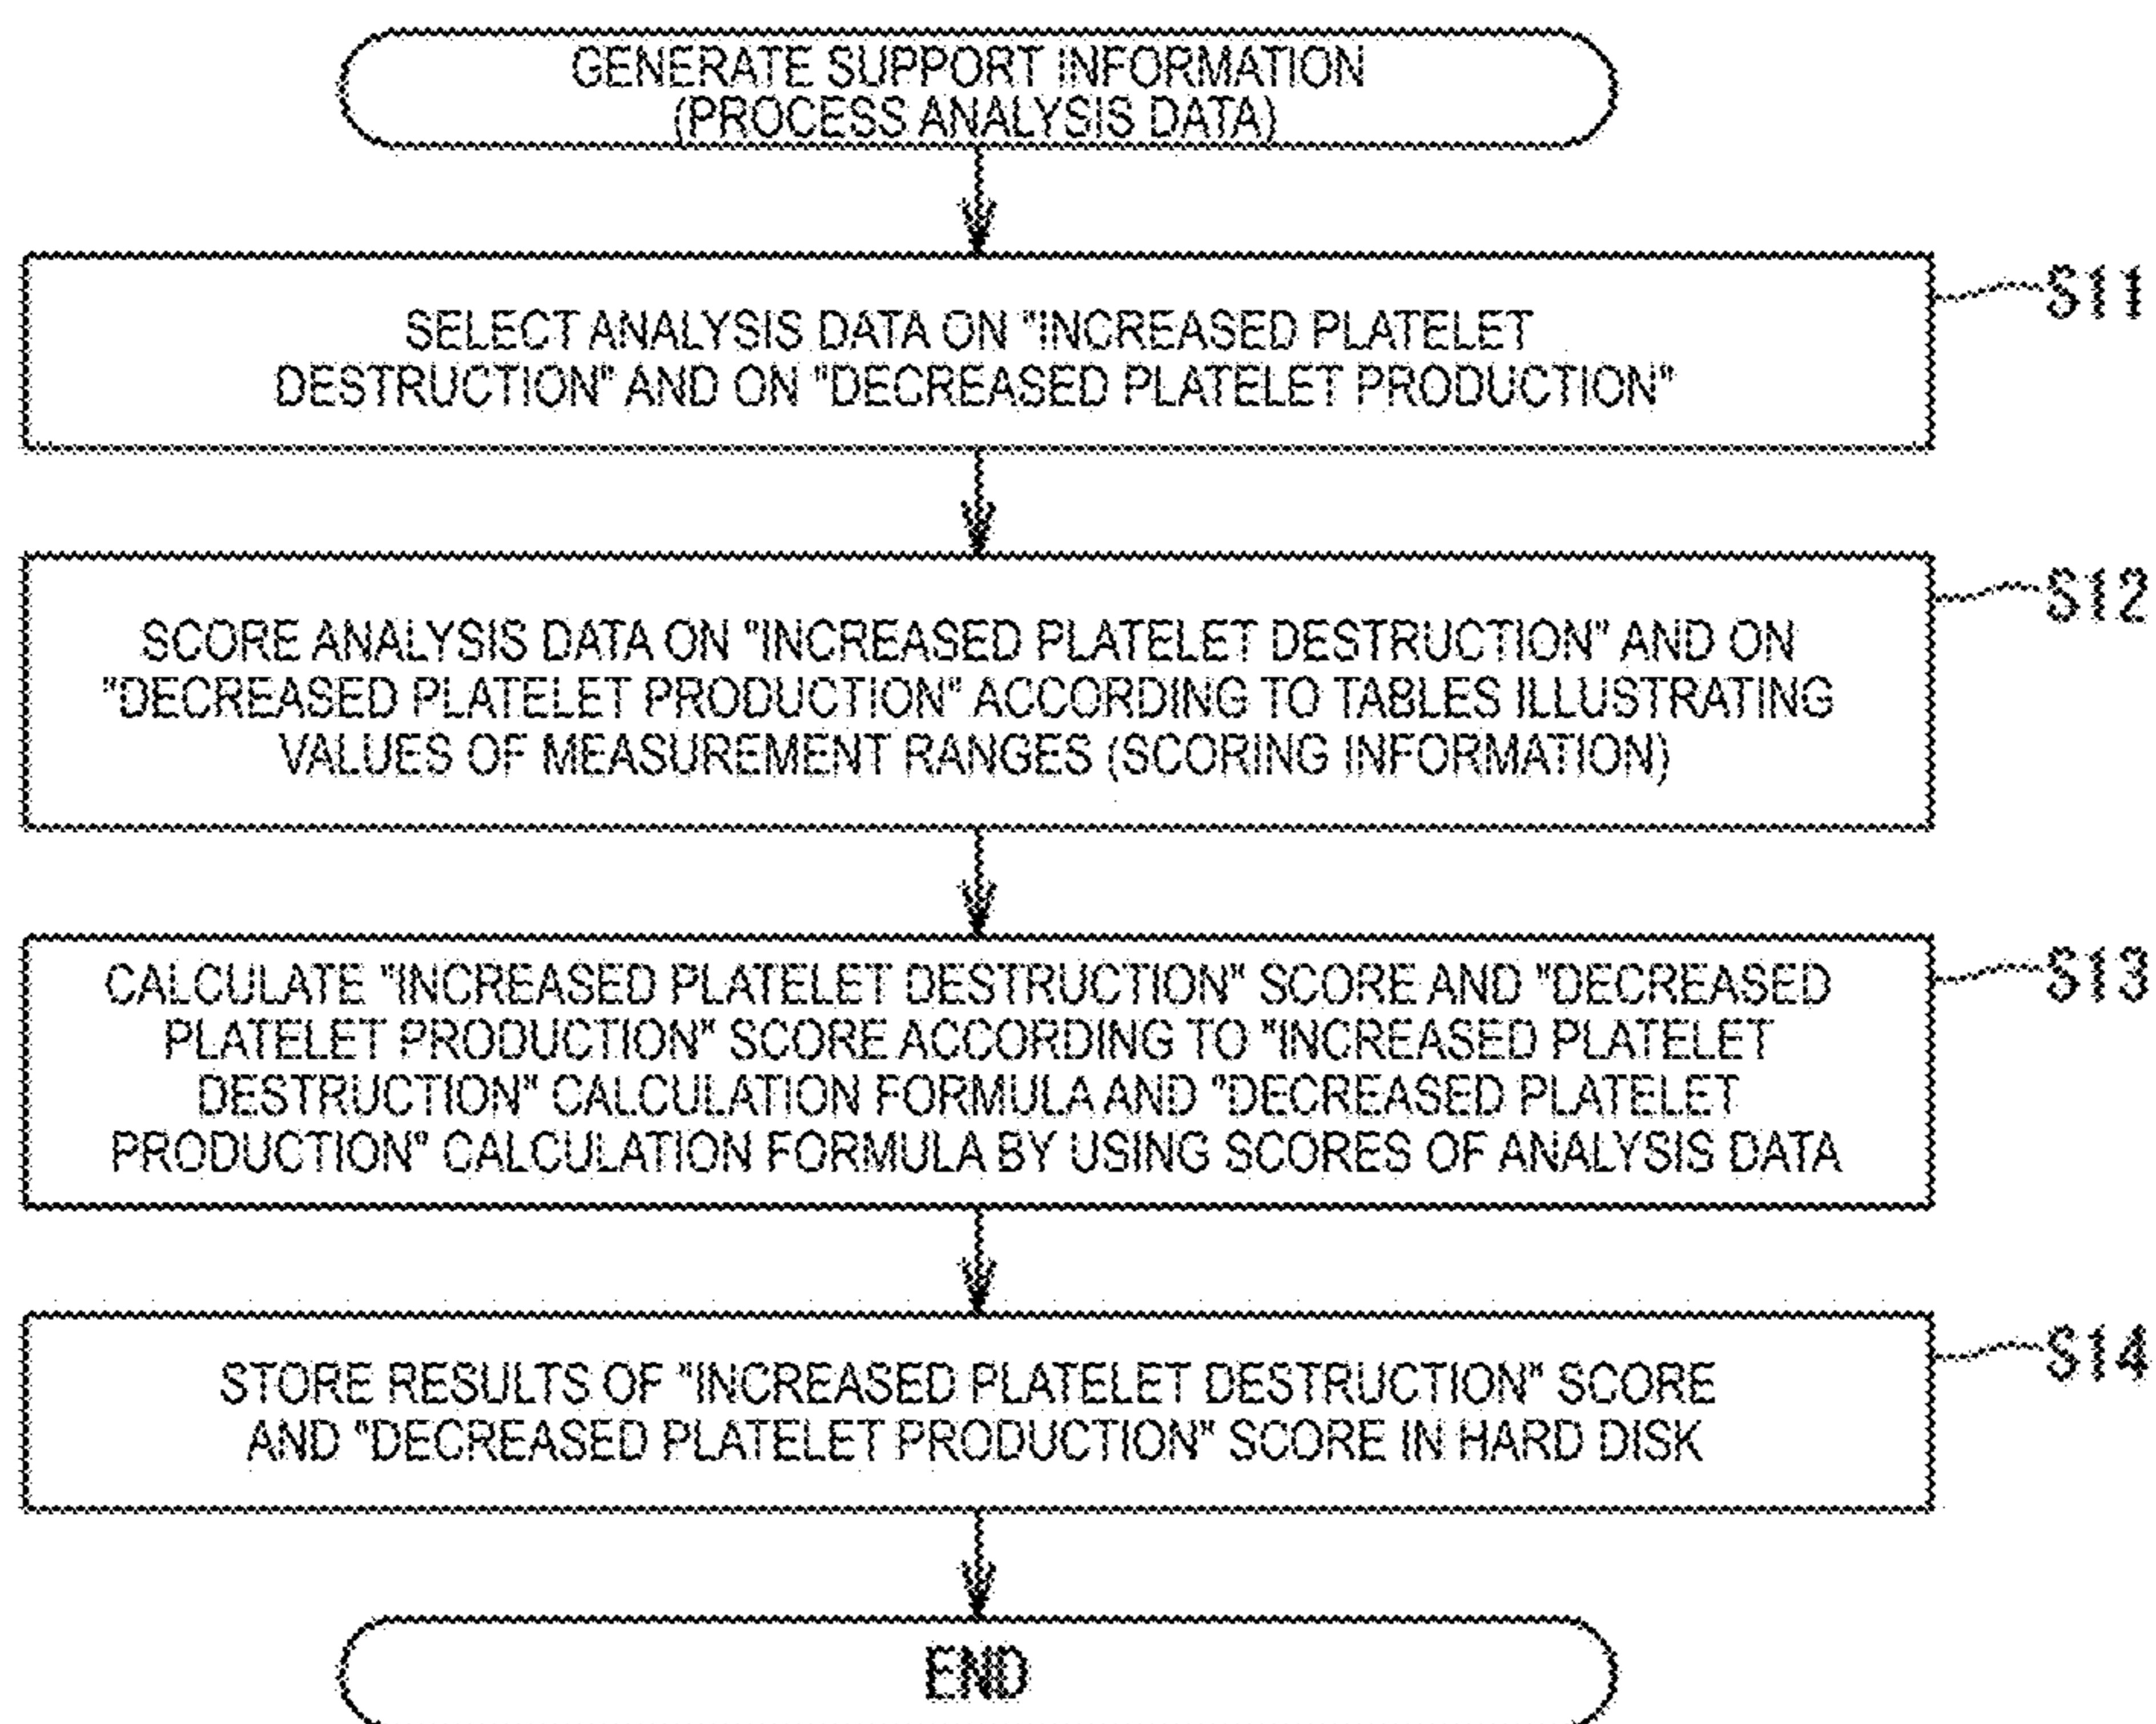 GENERATE SUPPORT INFORMATION
(PROCESS ANALYSIS DATA)
S11
SELECT ANALYSIS DATA ON "INCREASED PLATELET
DESTRUCTION" AND ON "DECREASED PLATELET PRODUCTION"
S12
SCORE ANALYSIS DATA ON "INCREASED PLATELET DESTRUCTION" AND ON
"DECREASED PLATELET PRODUCTION" ACCORDING TO TABLES ILLUSTRATING
VALUES OF MEASUREMENT RANGES (SCORING INFORMATION)
S13
CALCULATE "INCREASED PLATELET DESTRUCTION" SCORE AND "DECREASED
PLATELET PRODUCTION" SCORE ACCORDING TO "INCREASED PLATELET
DESTRUCTION" CALCULATION FORMULA AND "DECREASED PLATELET
PRODUCTION" CALCULATION FORMULA BY USING SCORES OF ANALYSIS DATA
S14
STORE RESULTS OF "INCREASED PLATELET DESTRUCTION" SCORE
AND "DECREASED PLATELET PRODUCTION" SCORE IN HARD DISK
END